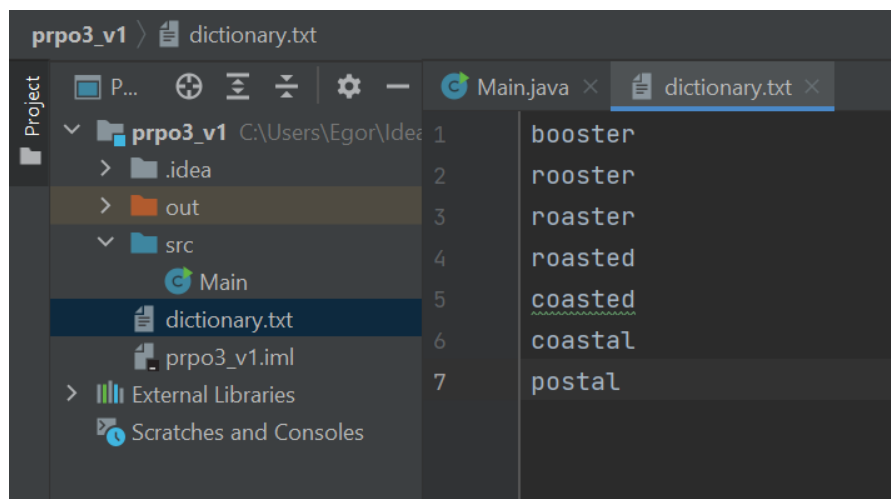 prpo3_v1 〉 dictionary.txt
Project
P...
Main.java
dictionary.txt
prpo3_v1 C:\Users\Egor\Idea
.idea
out
src
Main
dictionary.txt
prpo3_v1.iml
External Libraries
Scratches and Consoles
1 booster
2 rooster
3 roaster
4 roasted
5 coasted
6 coastal
7 postal